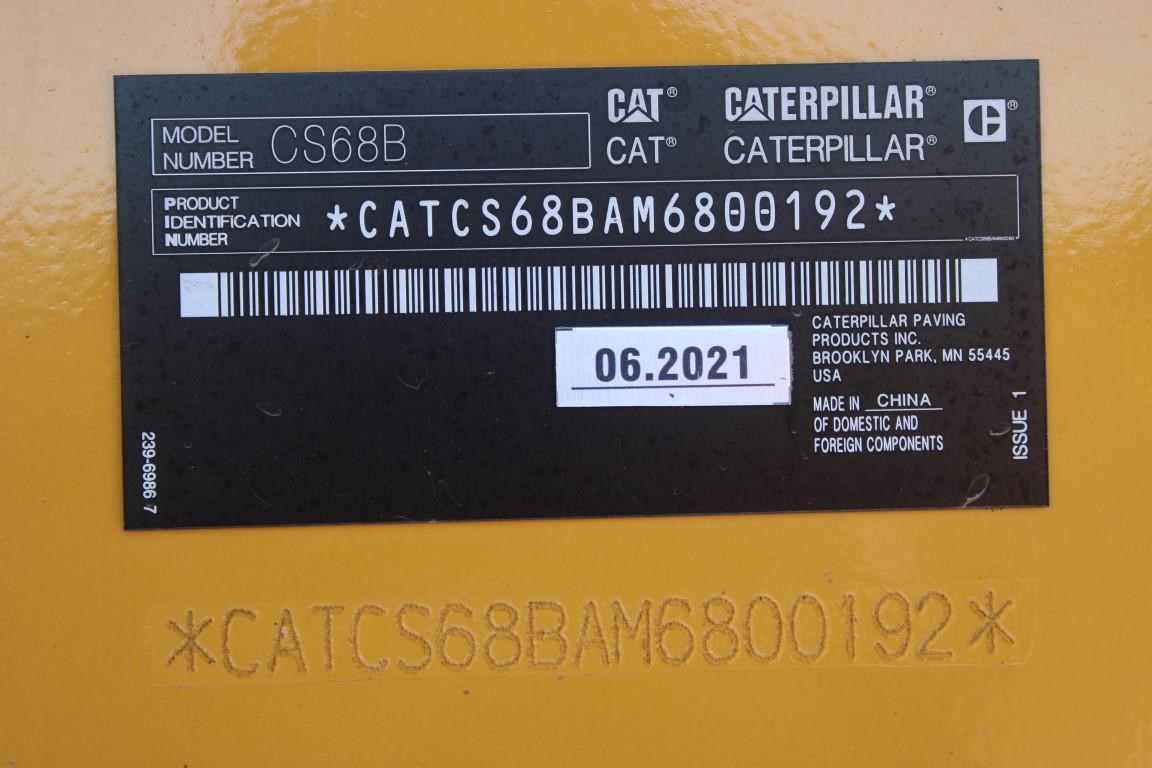 CAT® CATERPILLAR® C®
MODEL
NUMBER CS68B
CAT® CATERPILLAR®
PRODUCT
IDENTIFICATION
NUMBER
*CATCS68BAM6800192*
06.2021
CATERPILLAR PAVING
PRODUCTS INC.
BROOKLYN PARK, MN 55445
USA
MADE IN CHINA
OF DOMESTIC AND
FOREIGN COMPONENTS
ISSUE 1
239-6986 7
*CATCS68BAM6800192*